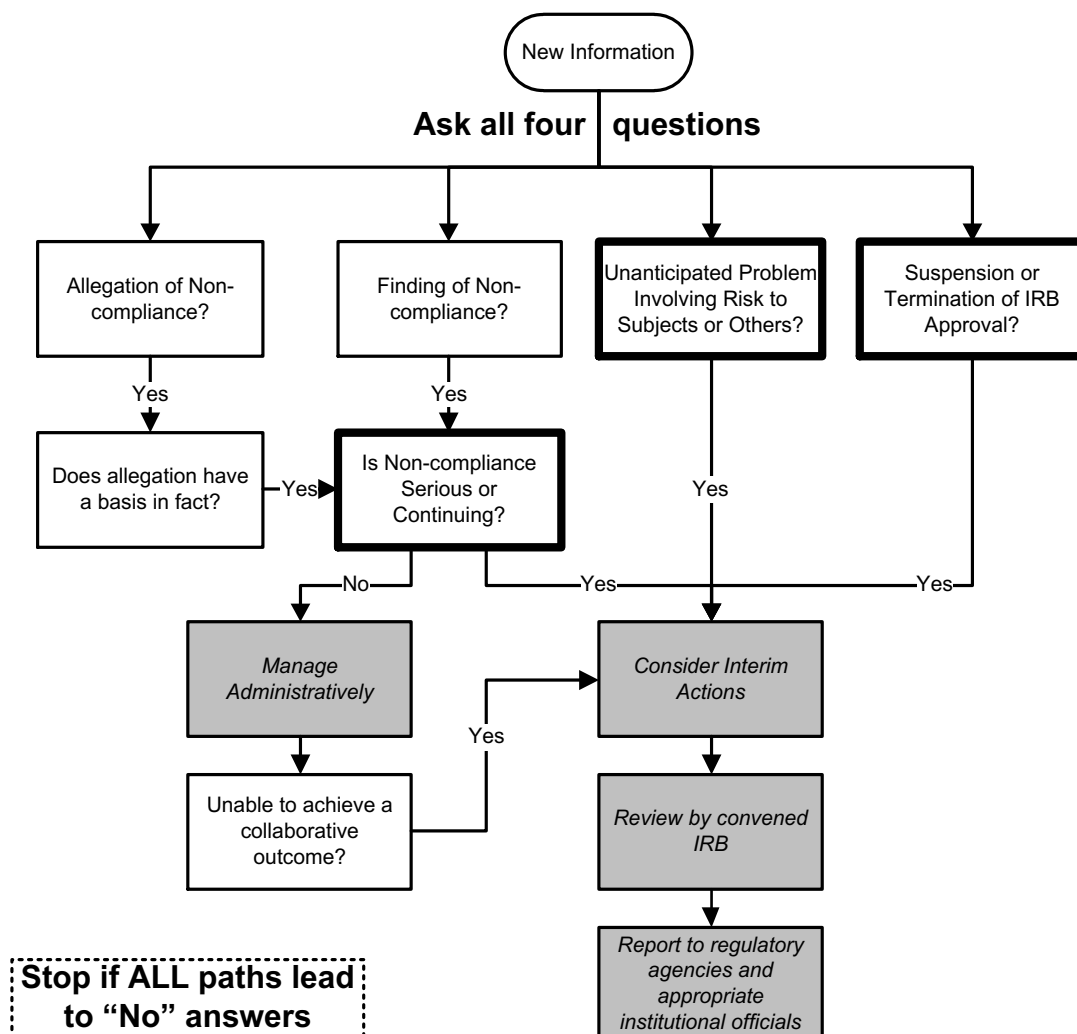 New Information
Ask all four questions
Allegation of Non-
compliance?
Finding of Non-
compliance?
Unanticipated Problem
Involving Risk to
Subjects or Others?
Suspension or
Termination of IRB
Approval?
Yes
Yes
Does allegation have
a basis in fact?
Yes
Is Non-compliance
Serious or
Continuing?
Yes
No
Yes
Yes
Manage
Administratively
Consider Interim
Actions
Yes
Unable to achieve a
collaborative
outcome?
Review by convened
IRB
Report to regulatory
agencies and
appropriate
institutional officials
Stop if ALL paths lead
to “No” answers